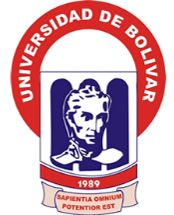 UNIVERSIDAD DE BOLIVAR
1989
SAPIENTIA OMNIUM
POTENTIOR EST